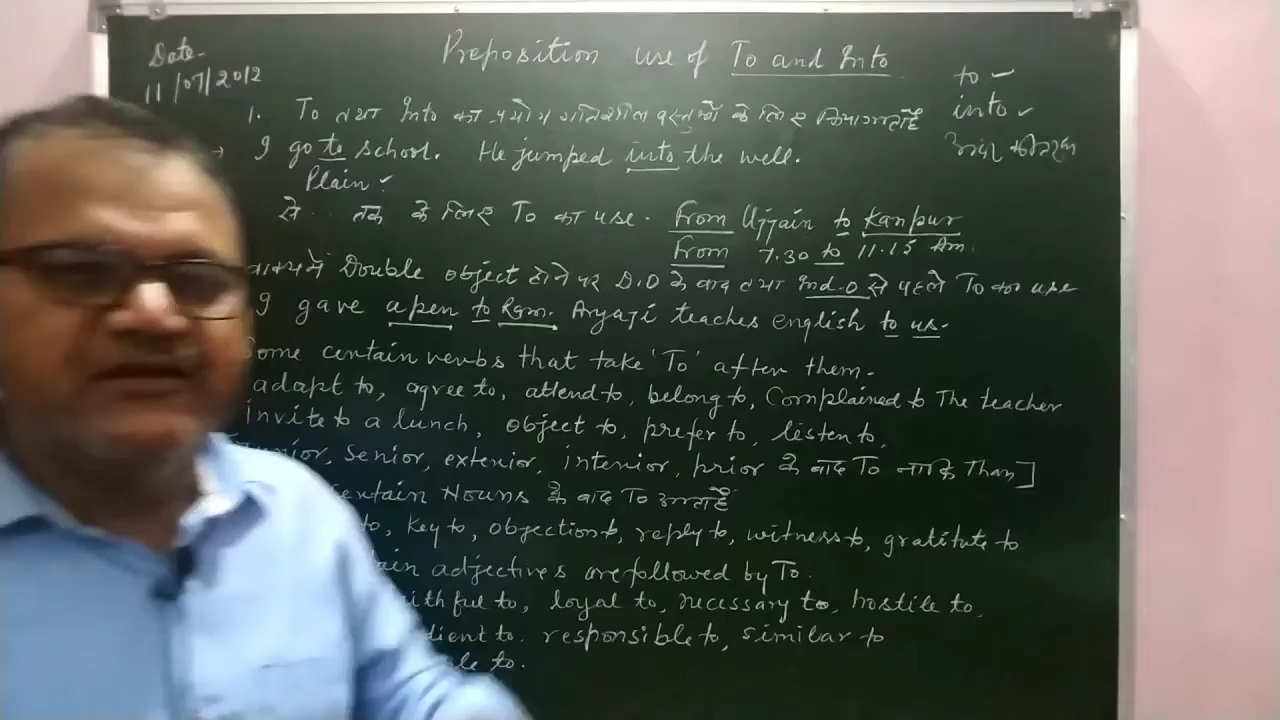 Date-
11/07/2012
Preposition use of To and Into
to
into
1. To तथा Into का प्रयोग गतिशील वस्तुओं के लिए किया जाता है
I go to school. He jumped into the well.
Plain
से .. तक के लिए To का use. From Ujjain to Kanpur
From 7.30 to 11.15 Am.
वाक्य में Double object होने पर D.O के बाद तथा Ind.O से पहले To का use
I gave a pen to Ram. Aryaji teaches english to us.
Some certain verbs that take 'To' after them.
adapt to, agree to, attend to, belong to, Complained to The teacher
invite to a lunch, object to, prefer to, listen to,
Junior, Senior, exterior, interior, prior के बाद To ना कि Than]
Certain Nouns के बाद To आता है
to, Key to, objection to, reply to, witness to, gratitude to
adjectives are followed by To.
loyal to, necessary to, hostile to,
to. responsible to, similar to
to.